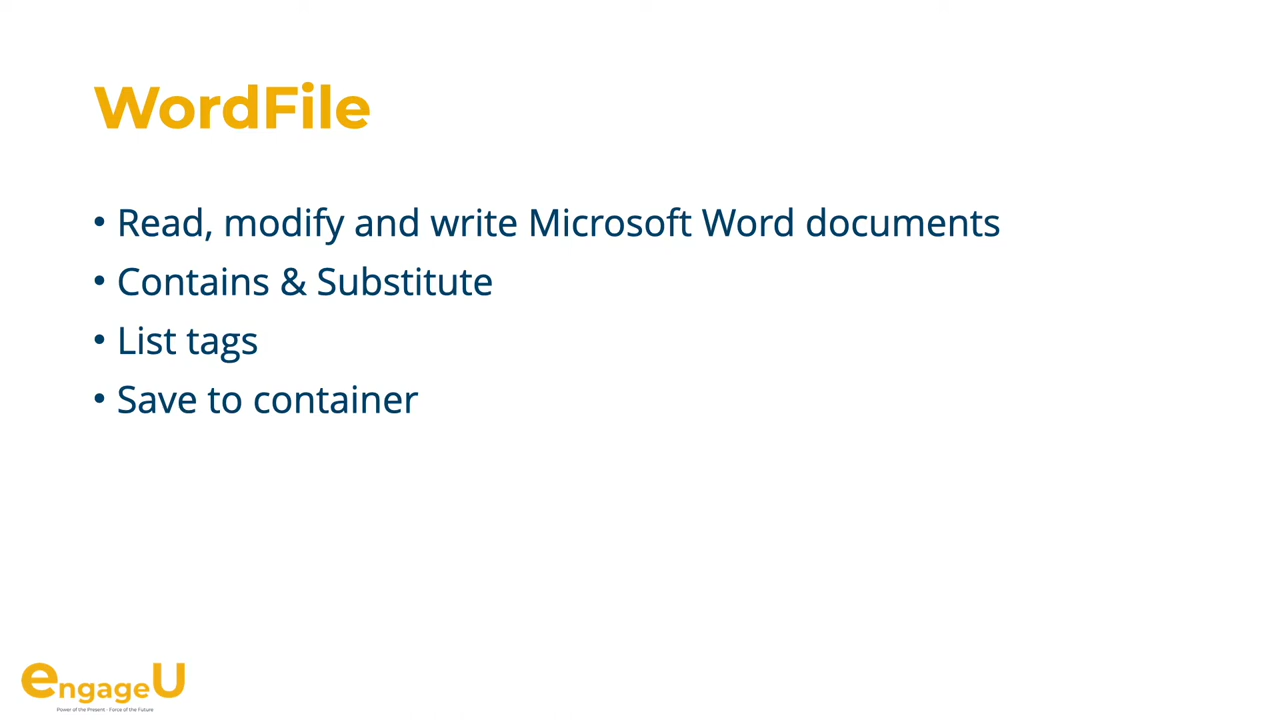 WordFile
• Read, modify and write Microsoft Word documents
• Contains & Substitute
• List tags
• Save to container
engageU
Power of the Present - Force of the Future